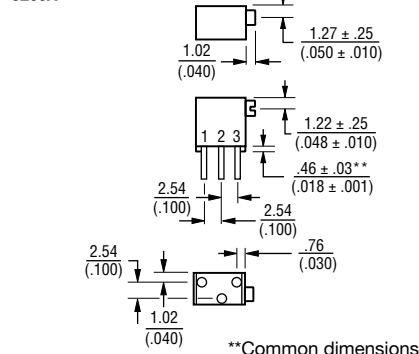 1.27 ± .25
(.050 ± .010)
1.02
(.040)
1.22 ± .25
(.048 ± .010)
1 2 3
.46 ± .03**
(.018 ± .001)
2.54
(.100)
2.54
(.100)
2.54
(.100)
.76
(.030)
1.02
(.040)
**Common dimensions